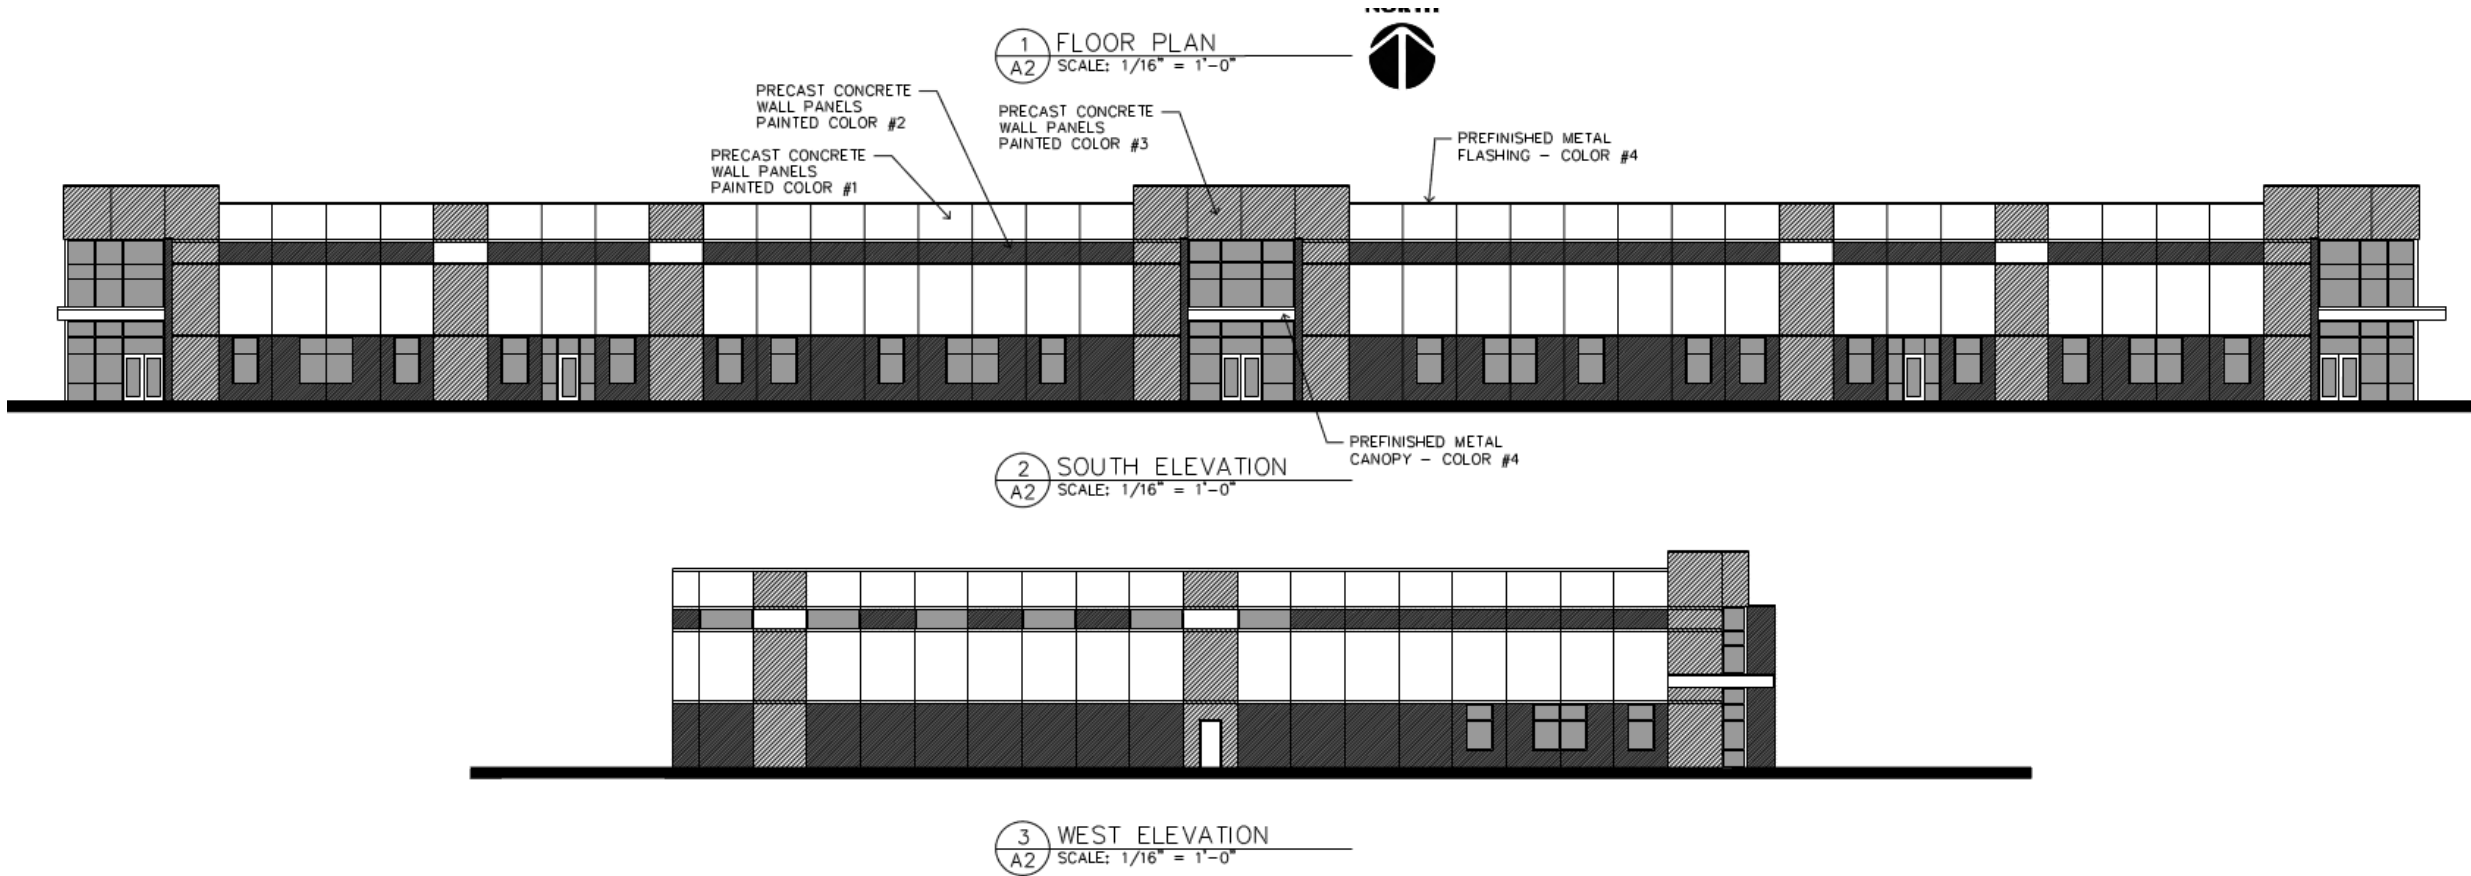 NORTH
1 FLOOR PLAN
A2 SCALE: 1/16" = 1'-0"
PRECAST CONCRETE
WALL PANELS
PAINTED COLOR #2
PRECAST CONCRETE
WALL PANELS
PAINTED COLOR #3
PREFINISHED METAL
FLASHING – COLOR #4
PRECAST CONCRETE
WALL PANELS
PAINTED COLOR #1
PREFINISHED METAL
CANOPY – COLOR #4
2 SOUTH ELEVATION
A2 SCALE: 1/16" = 1'-0"
3 WEST ELEVATION
A2 SCALE: 1/16" = 1'-0"